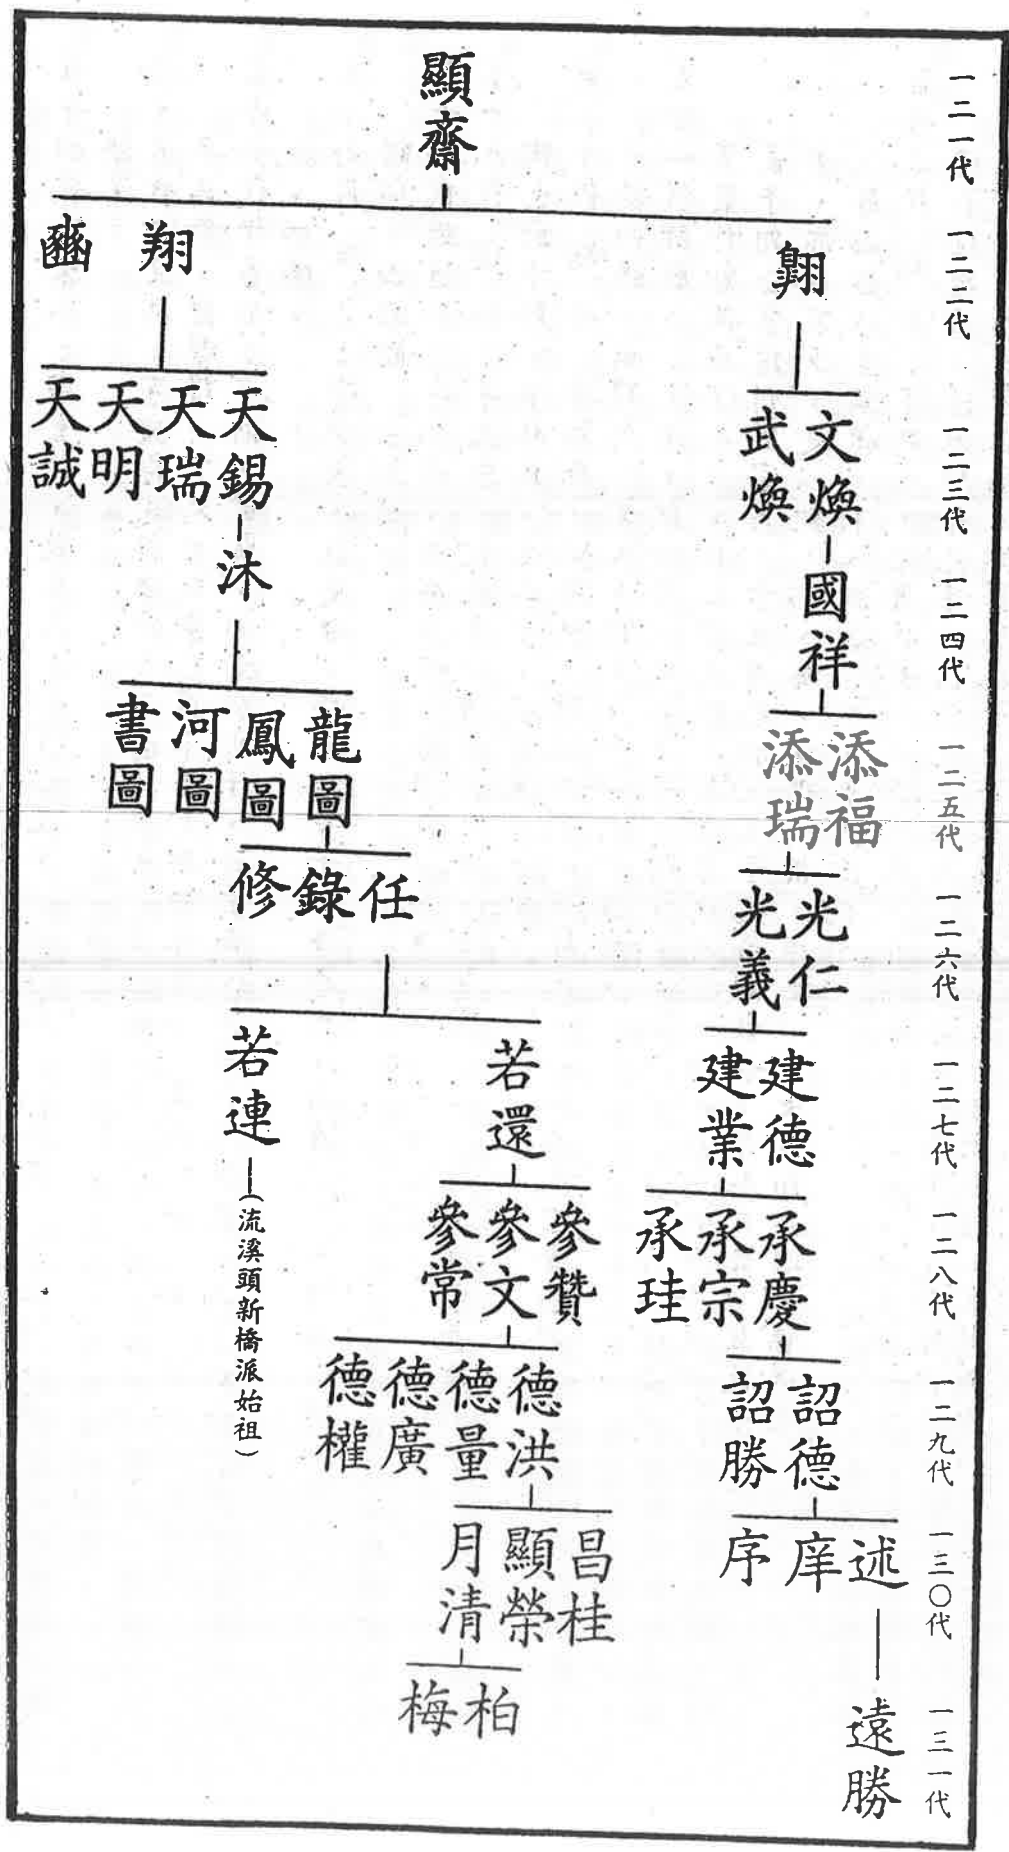 一二一代
顯齋
一二二代
翔
一二三代
文煥
武煥
天錫
天瑞
天明
天誠
一二四代
國祥
沐
一二五代
添福
添瑞
龍圖
鳳圖
河圖
書圖
一二六代
光仁
光義
任
錄
修
一二七代
建德
建業
若還
若連
(流溪頭新橋派始祖)
一二八代
承慶
承宗
承珪
參贊
參文
參常
一二九代
詔德
詔勝
德洪
德量
德廣
德權
一三〇代
述
庠
序
昌桂
顯榮
月清
一三一代
遠勝
柏
梅